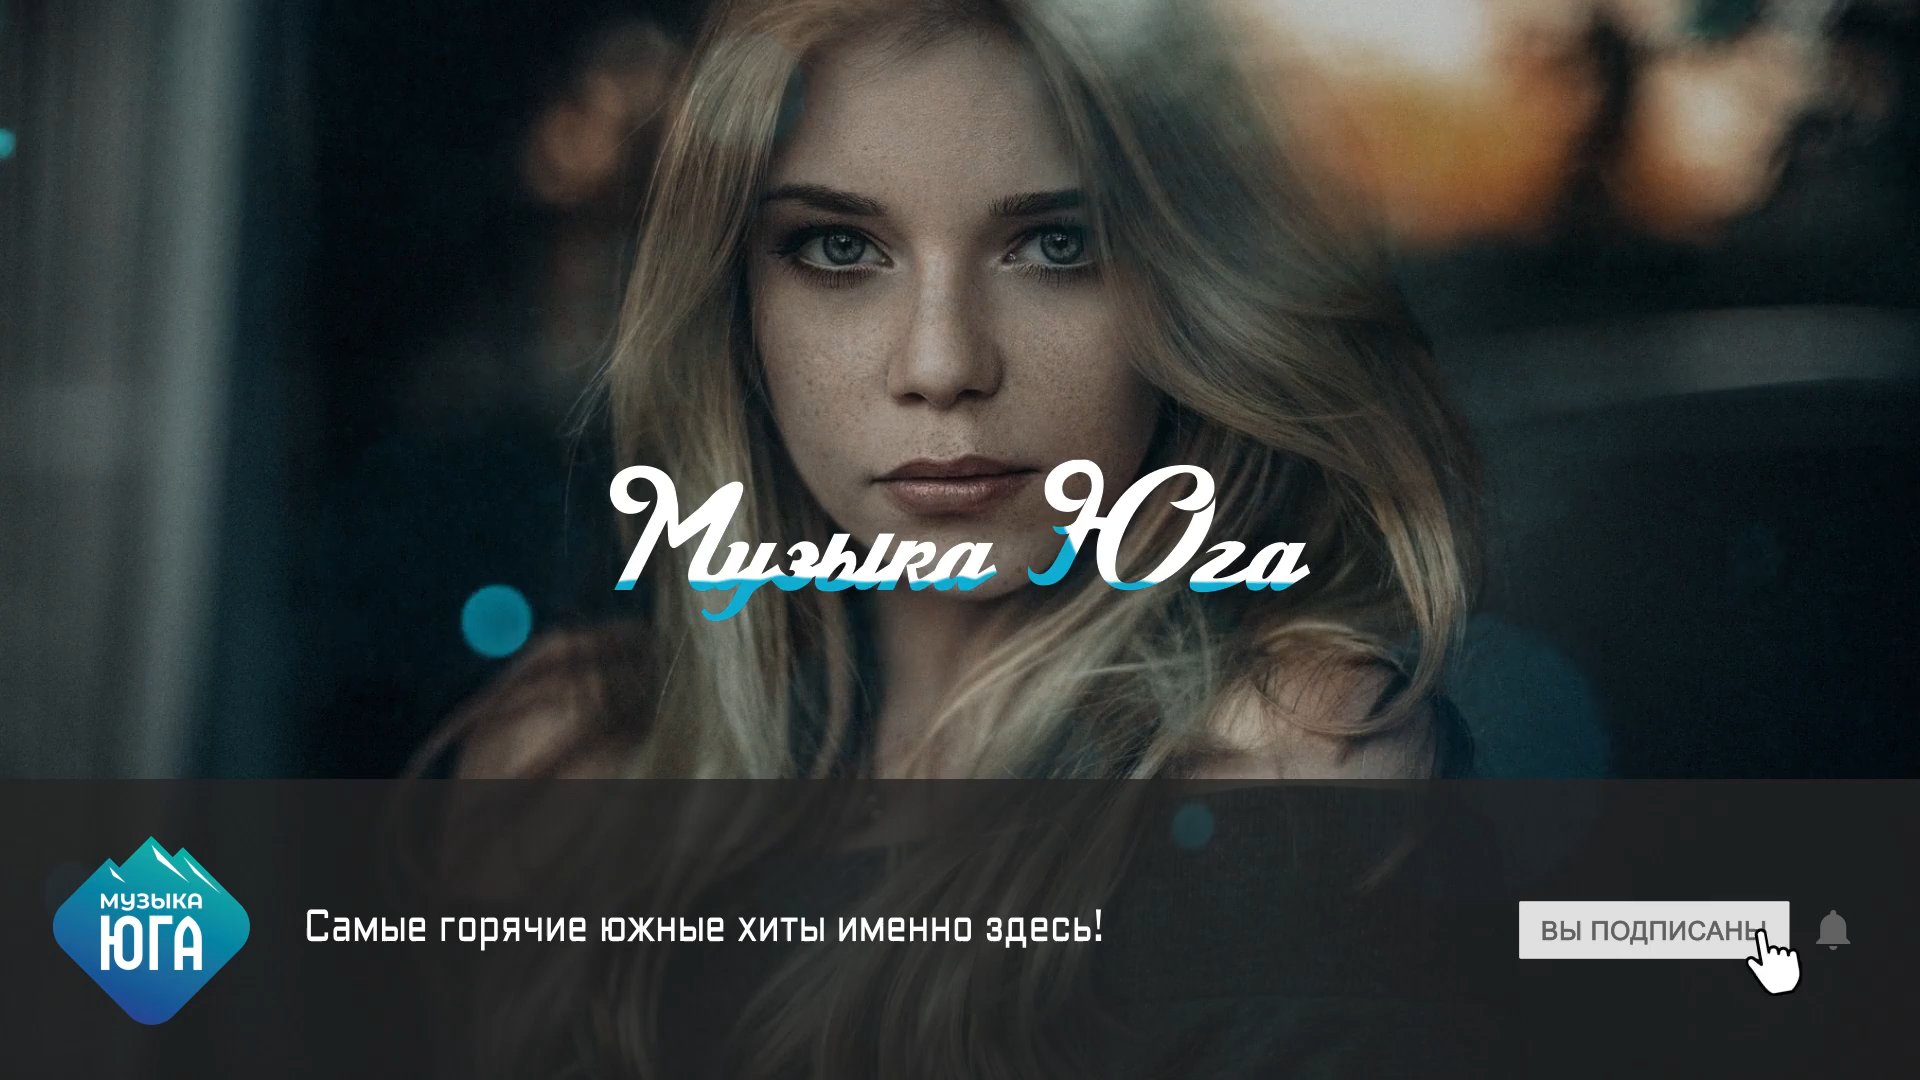 Музыка Юга
МУЗЫКА
ЮГА
Самые горячие южные хиты именно здесь!
ВЫ ПОДПИСАНЫ